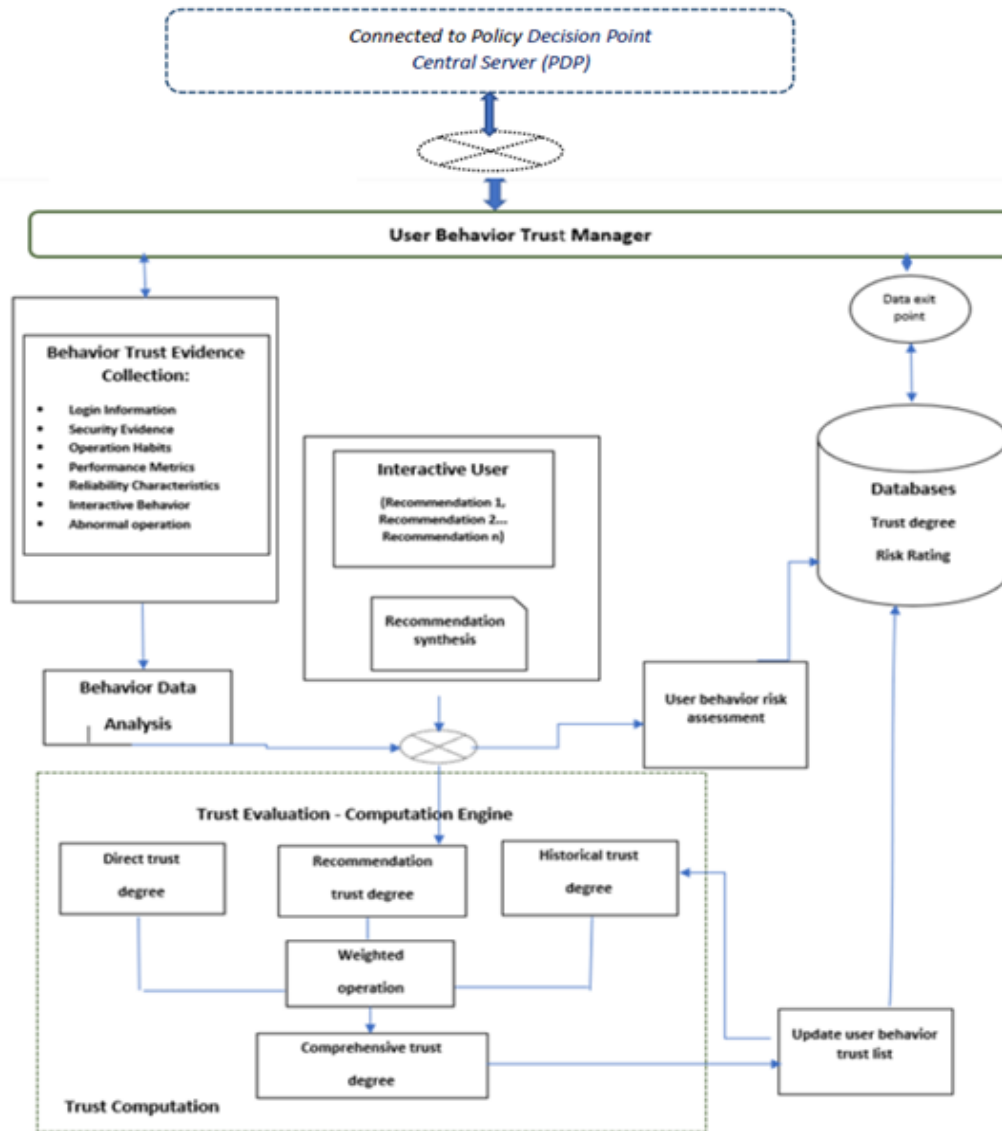 Connected to Policy Decision Point
Central Server (PDP)
User Behavior Trust Manager
Data exit
point
Behavior Trust Evidence
Collection:
• Login Information
• Security Evidence
• Operation Habits
• Performance Metrics
• Reliability Characteristics
• Interactive Behavior
• Abnormal operation
Interactive User
(Recommendation 1,
Recommendation 2...
Recommendation n)
Recommendation
synthesis
Databases
Trust degree
Risk Rating
Behavior Data
Analysis
User behavior risk
assessment
Trust Evaluation - Computation Engine
Direct trust
degree
Recommendation
trust degree
Historical trust
degree
Weighted
operation
Comprehensive trust
degree
Update user behavior
trust list
Trust Computation